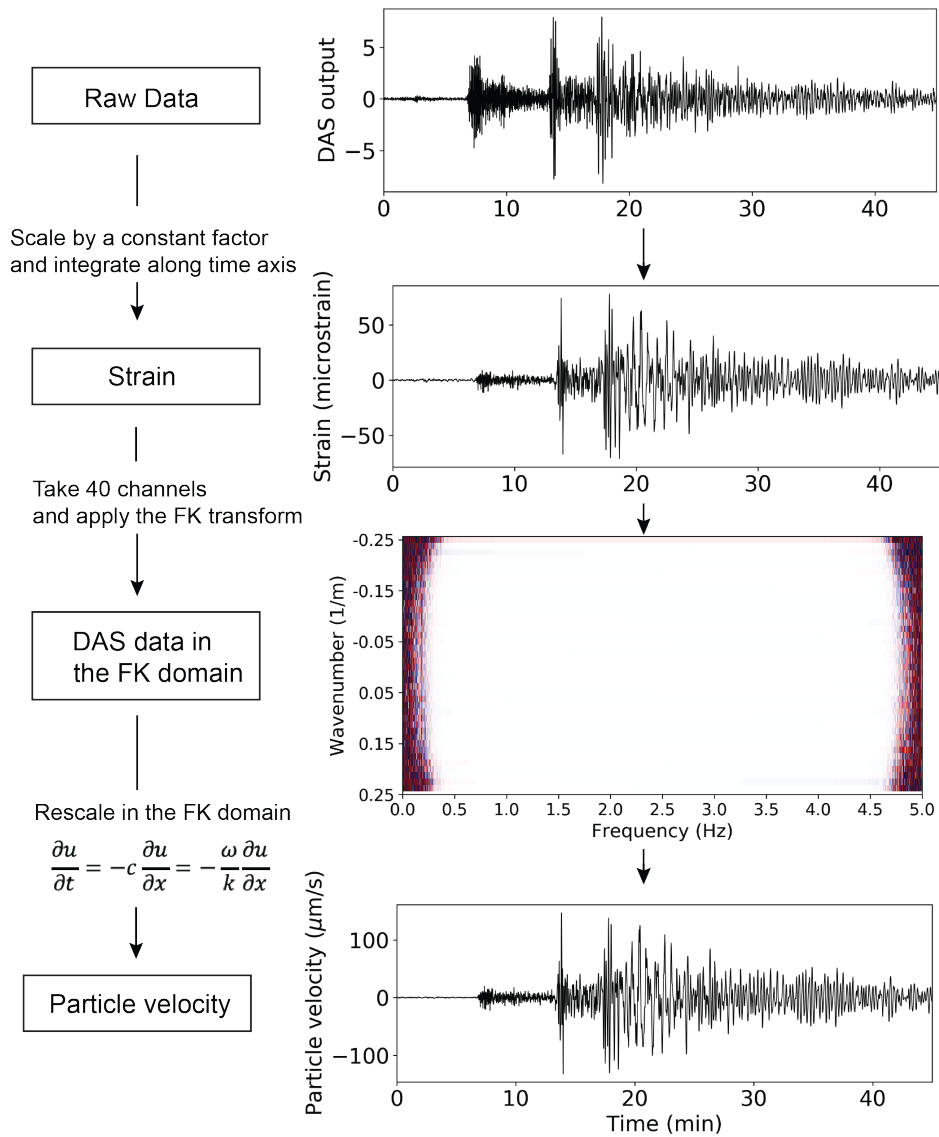 Raw Data
Scale by a constant factor
and integrate along time axis
Strain
Take 40 channels
and apply the FK transform
DAS data in
the FK domain
Rescale in the FK domain
∂u/∂t = −c ∂u/∂x = − ω/k ∂u/∂x
Particle velocity
DAS output
5
0
−5
0 10 20 30 40
Strain (microstrain)
50
0
−50
0 10 20 30 40
Wavenumber (1/m)
-0.25
-0.15
-0.05
0.05
0.15
0.25
0.0 0.5 1.0 1.5 2.0 2.5 3.0 3.5 4.0 4.5 5.0
Frequency (Hz)
Particle velocity (μm/s)
100
0
−100
0 10 20 30 40
Time (min)